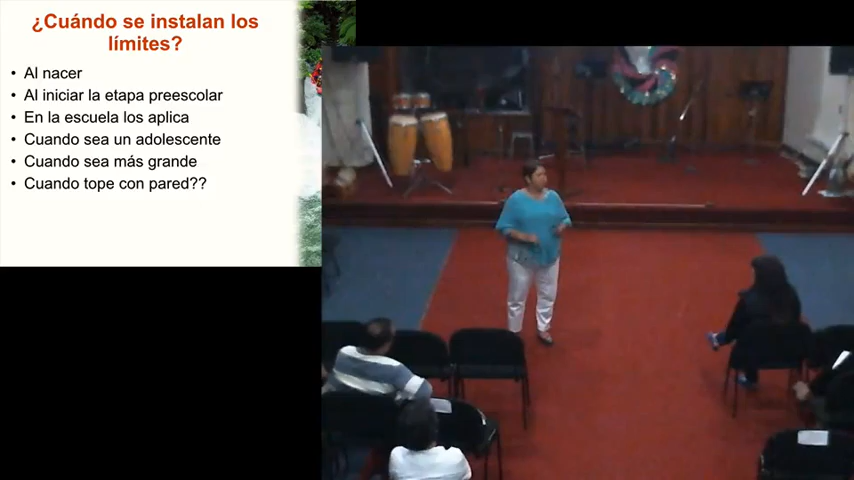 ¿Cuándo se instalan los
límites?
• Al nacer
• Al iniciar la etapa preescolar
• En la escuela los aplica
• Cuando sea un adolescente
• Cuando sea más grande
• Cuando tope con pared??